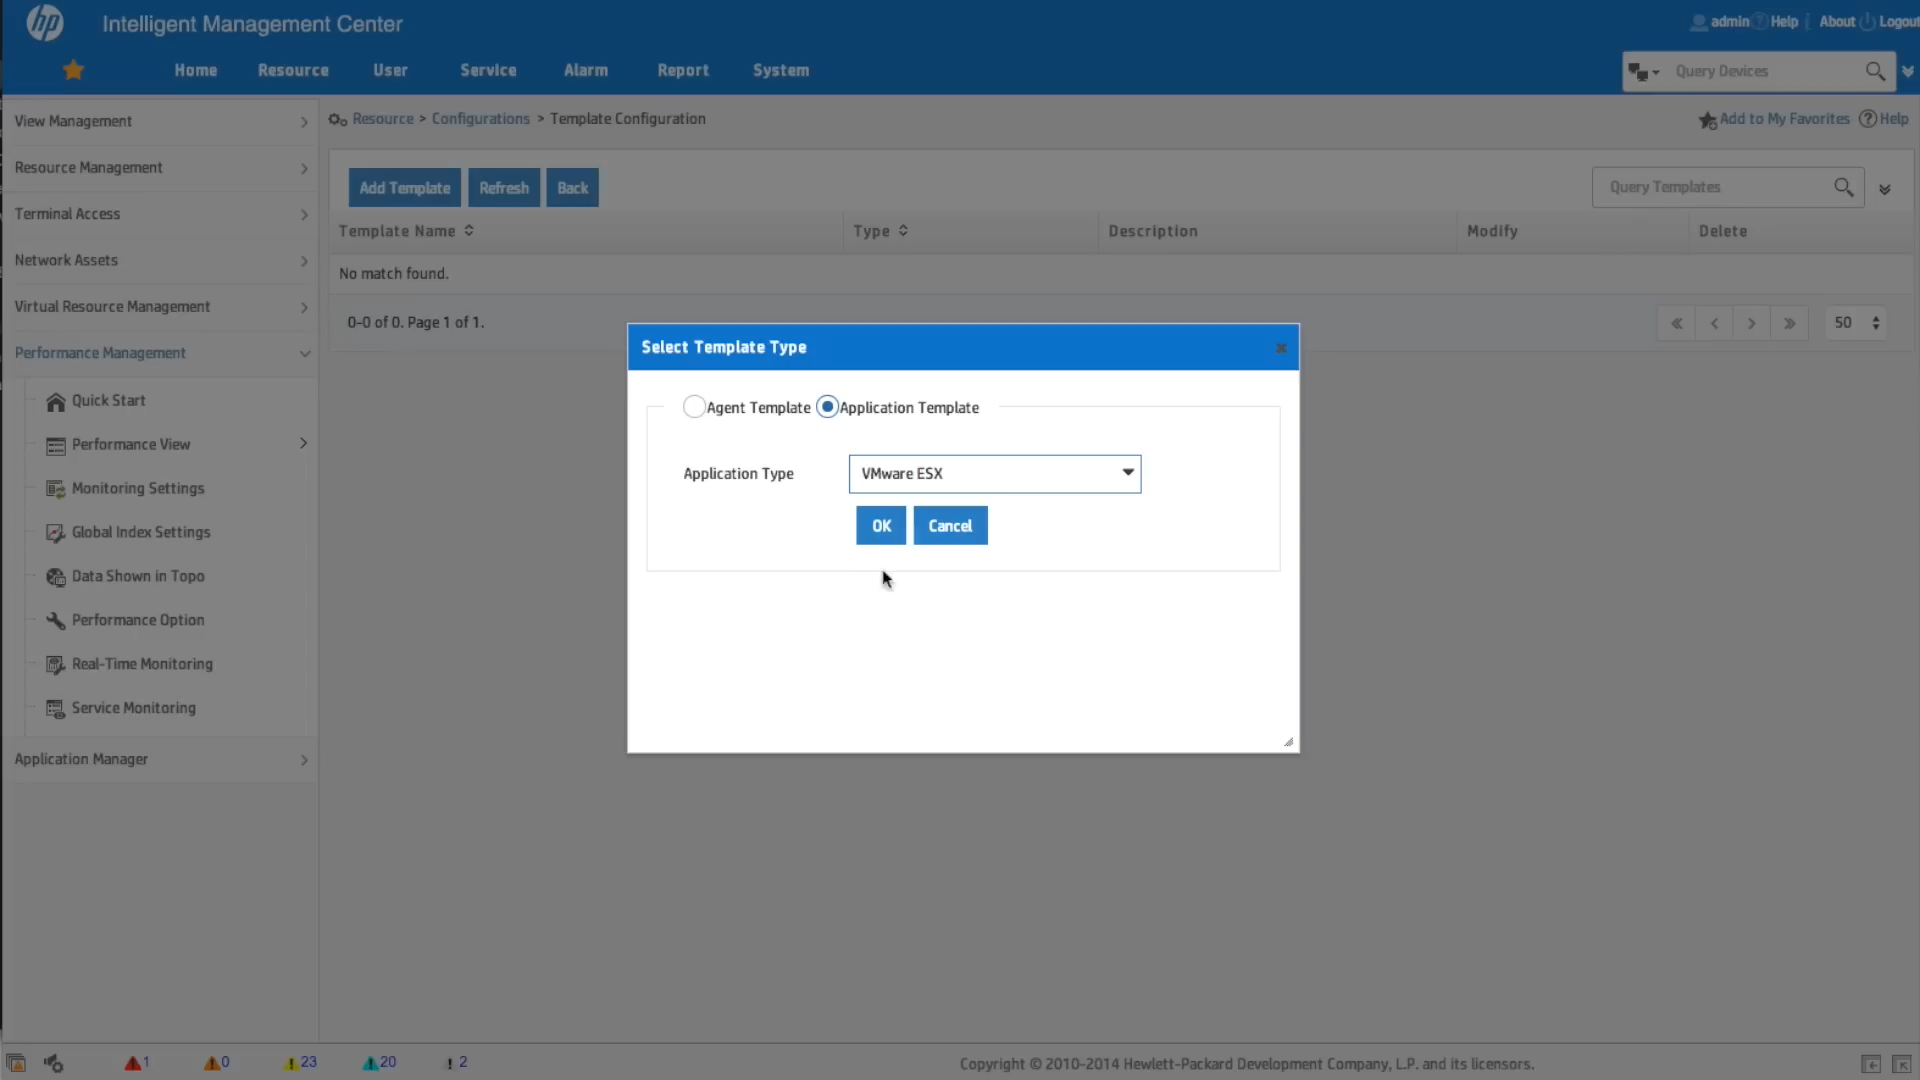 hp Intelligent Management Center
admin Help About Logout
Home Resource User Service Alarm Report System
Query Devices
View Management
Resource Management
Terminal Access
Network Assets
Virtual Resource Management
Performance Management
Quick Start
Performance View
Monitoring Settings
Global Index Settings
Data Shown in Topo
Performance Option
Real-Time Monitoring
Service Monitoring
Application Manager
Resource > Configurations > Template Configuration
Add to My Favorites ? Help
Add Template Refresh Back
Query Templates
Template Name Type Description Modify Delete
No match found.
0-0 of 0. Page 1 of 1.
« < > » 50
Select Template Type
Agent Template Application Template
Application Type VMware ESX
OK Cancel
1 0 23 20 2
Copyright © 2010-2014 Hewlett-Packard Development Company, L.P. and its licensors.